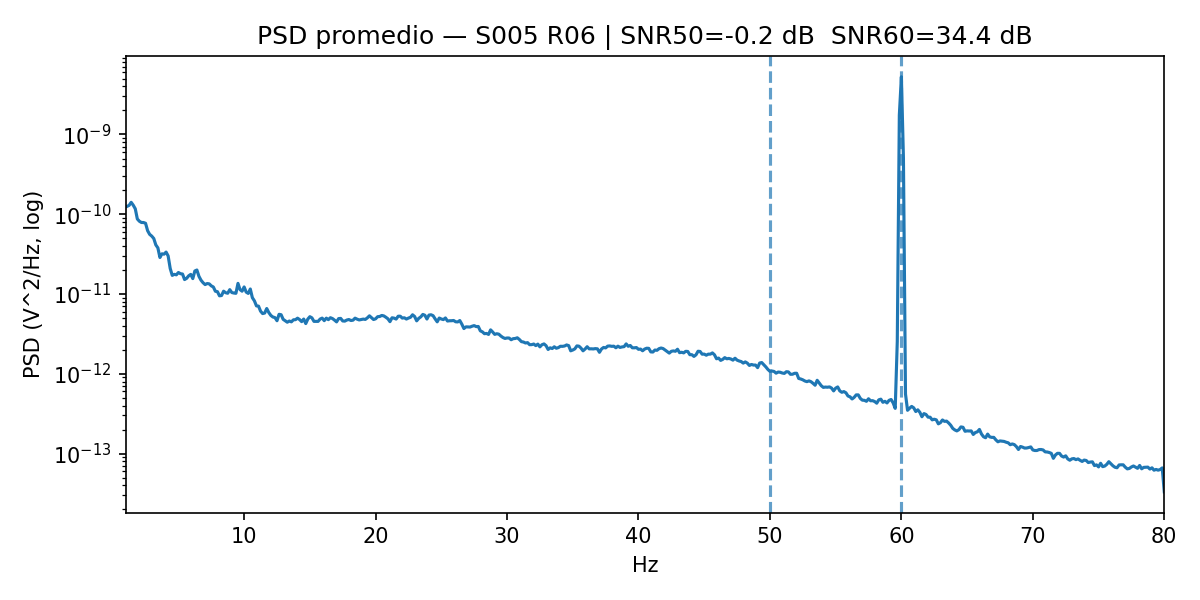 PSD promedio — S005 R06 | SNR50=-0.2 dB  SNR60=34.4 dB
PSD (V^2/Hz, log)
10⁻⁹
10⁻¹⁰
10⁻¹¹
10⁻¹²
10⁻¹³
10 20 30 40 50 60 70 80
Hz